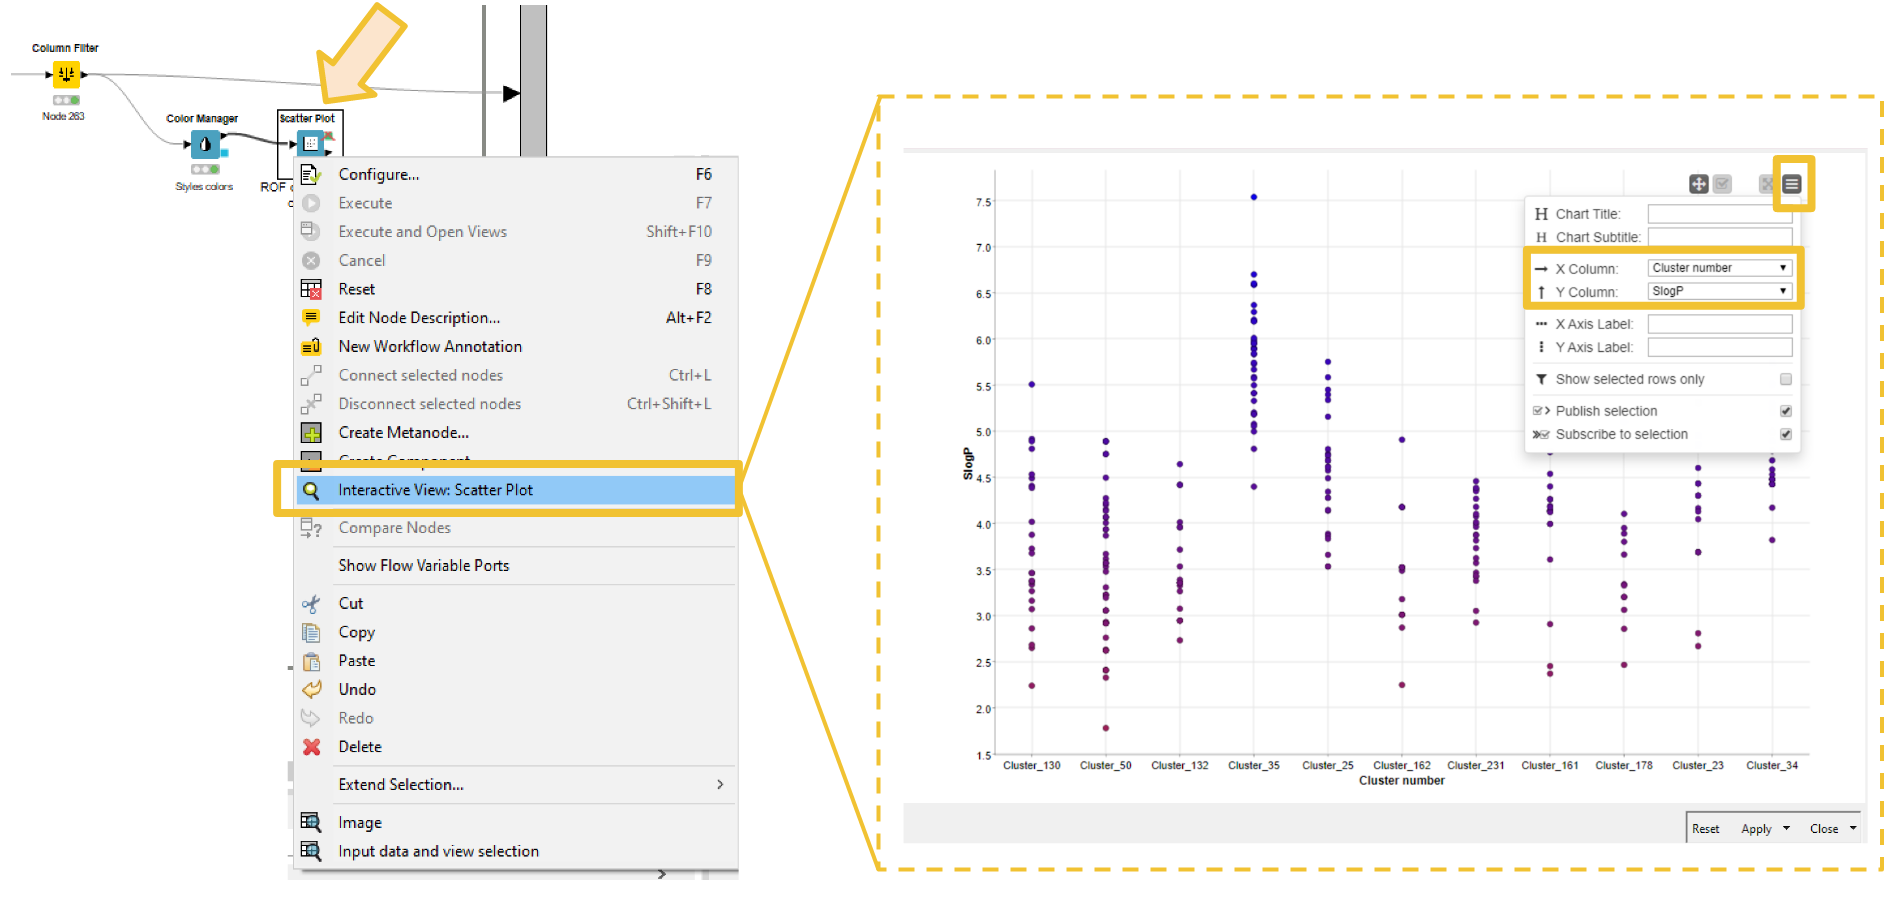 Column Filter
Node 263
Color Manager
Styles colors
Scatter Plot
ROF
Configure... F6
Execute F7
Execute and Open Views Shift+F10
Cancel F9
Reset F8
Edit Node Description... Alt+F2
New Workflow Annotation
Connect selected nodes Ctrl+L
Disconnect selected nodes Ctrl+Shift+L
Create Metanode...
Create Component
Interactive View: Scatter Plot
Compare Nodes
Show Flow Variable Ports
Cut
Copy
Paste
Undo
Redo
Delete
Extend Selection...
Image
Input data and view selection
H Chart Title:
H Chart Subtitle:
X Column: Cluster number
Y Column: SlogP
X Axis Label:
Y Axis Label:
Show selected rows only
Publish selection
Subscribe to selection
SlogP
7.5
7.0
6.5
6.0
5.5
5.0
4.5
4.0
3.5
3.0
2.5
2.0
1.5
Cluster_130 Cluster_50 Cluster_132 Cluster_35 Cluster_25 Cluster_162 Cluster_231 Cluster_161 Cluster_178 Cluster_23 Cluster_34
Cluster number
Reset Apply Close